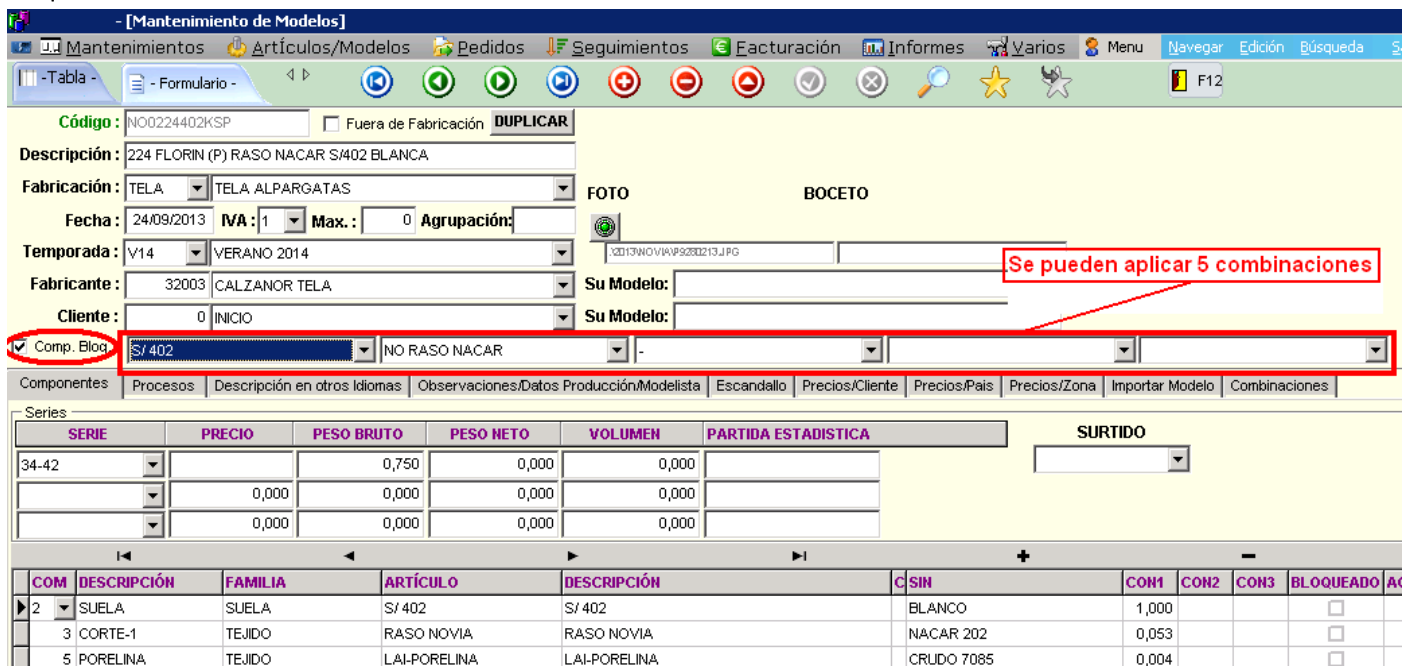 - [Mantenimiento de Modelos]
Mantenimientos Artículos/Modelos Pedidos Seguimientos Facturación Informes Varios Menu Navegar Edición Búsqueda
-Tabla - - Formulario - F12
Código : NO0224402KSP Fuera de Fabricación DUPLICAR
Descripción : 224 FLORIN (P) RASO NACAR S/402 BLANCA
Fabricación : TELA TELA ALPARGATAS FOTO BOCETO
Fecha : 24/09/2013 IVA : 1 Max. : 0 Agrupación:
.\2013\NOVIA\P9280213.JPG
Temporada : V14 VERANO 2014
.Se pueden aplicar 5 combinaciones
Fabricante : 32003 CALZANOR TELA Su Modelo:
Cliente : 0 INICIO Su Modelo:
Comp. Bloq S/ 402 NO RASO NACAR -
Componentes Procesos Descripción en otros Idiomas Observaciones/Datos Producción/Modelista Escandallo Precios/Cliente Precios/Pais Precios/Zona Importar Modelo Combinaciones
Series
SERIE PRECIO PESO BRUTO PESO NETO VOLUMEN PARTIDA ESTADISTICA SURTIDO
34-42 0,750 0,000 0,000
0,000 0,000 0,000 0,000
0,000 0,000 0,000 0,000
COM DESCRIPCIÓN FAMILIA ARTÍCULO DESCRIPCIÓN C SIN CON1 CON2 CON3 BLOQUEADO
2 SUELA SUELA S/ 402 S/ 402 BLANCO 1,000
3 CORTE-1 TEJIDO RASO NOVIA RASO NOVIA NACAR 202 0,053
5 PORELINA TEJIDO LAI-PORELINA LAI-PORELINA CRUDO 7085 0,004